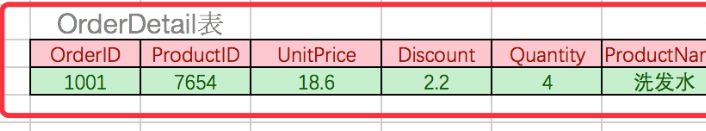 OrderDetail表
OrderID ProductID UnitPrice Discount Quantity ProductNam
1001 7654 18.6 2.2 4 洗发水